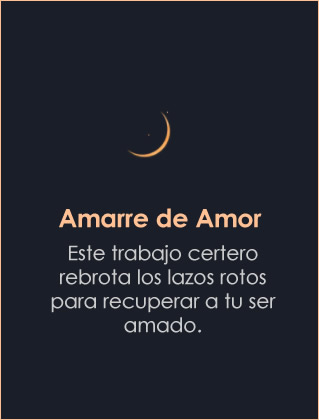 Amarre de Amor
Este trabajo certero
rebrota los lazos rotos
para recuperar a tu ser
amado.